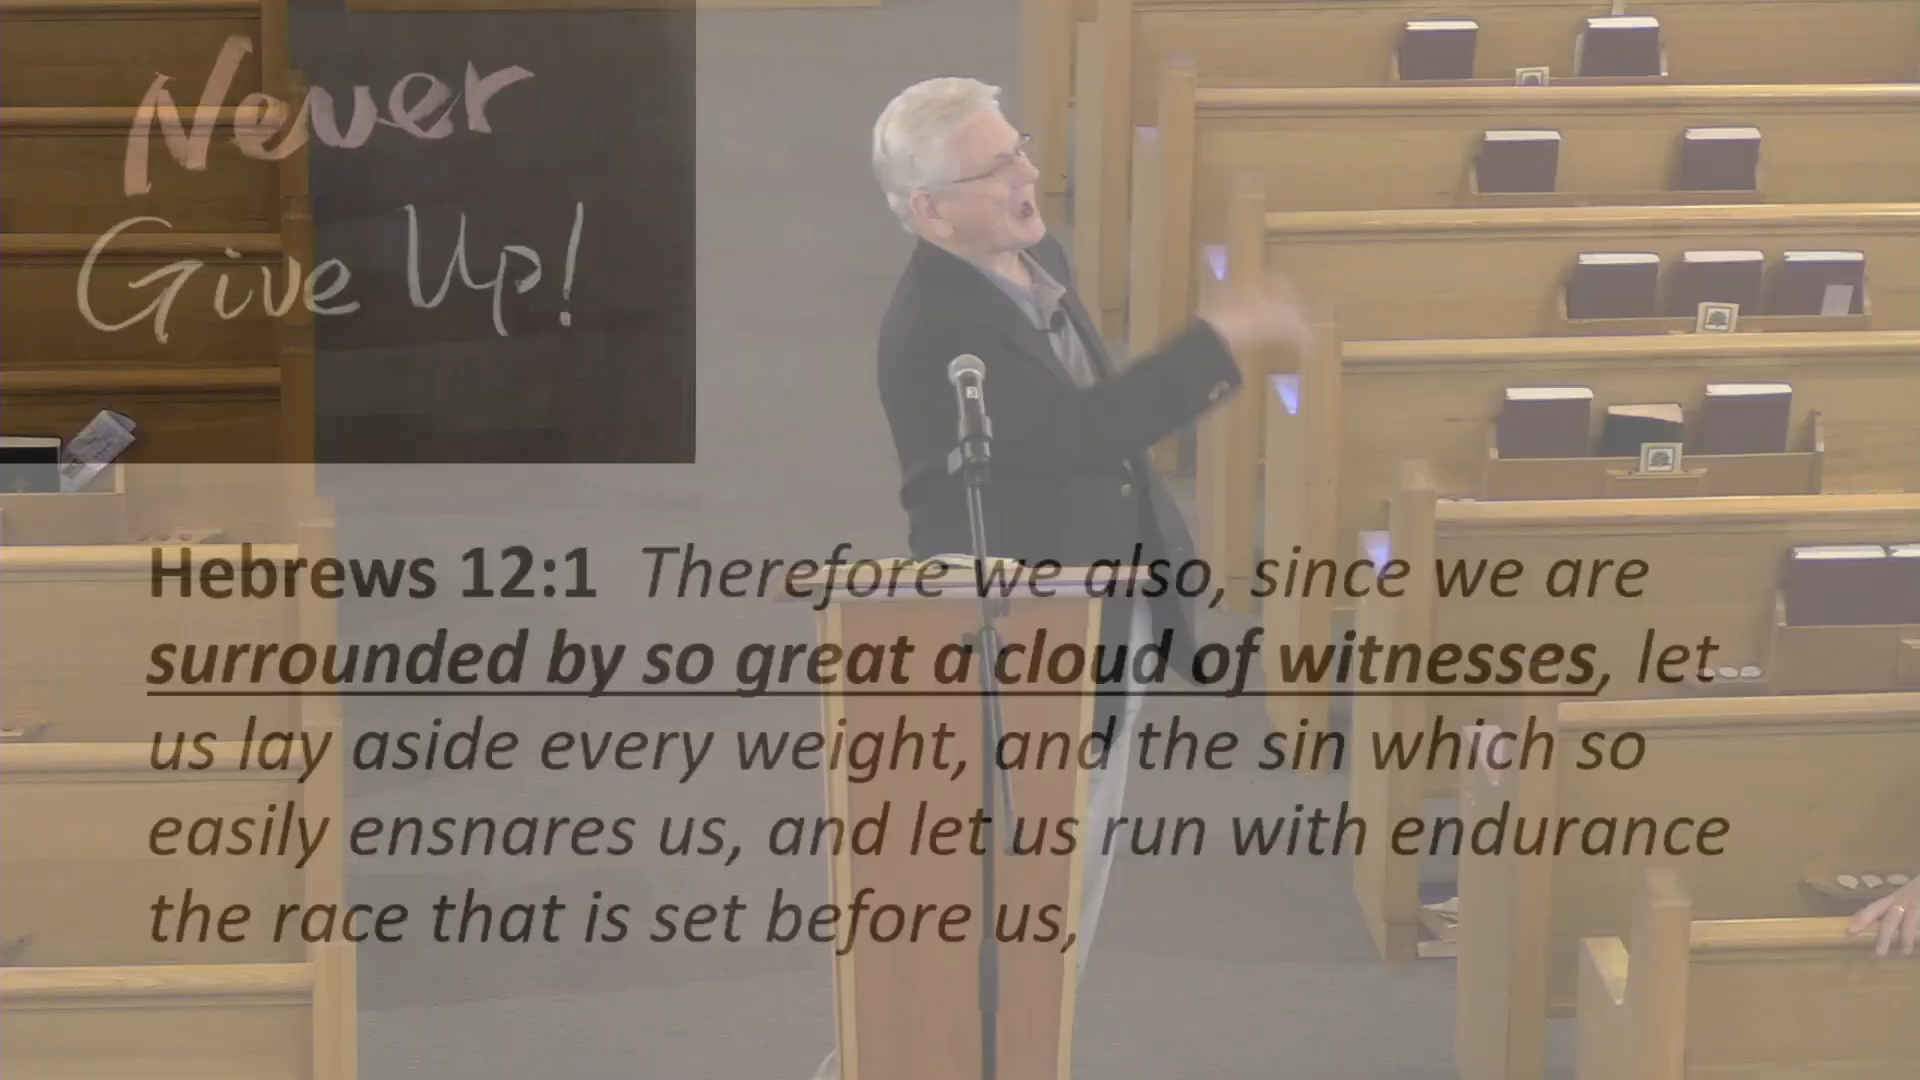 Never
Give Up!
Hebrews 12:1 Therefore we also, since we are
surrounded by so great a cloud of witnesses, let
us lay aside every weight, and the sin which so
easily ensnares us, and let us run with endurance
the race that is set before us,